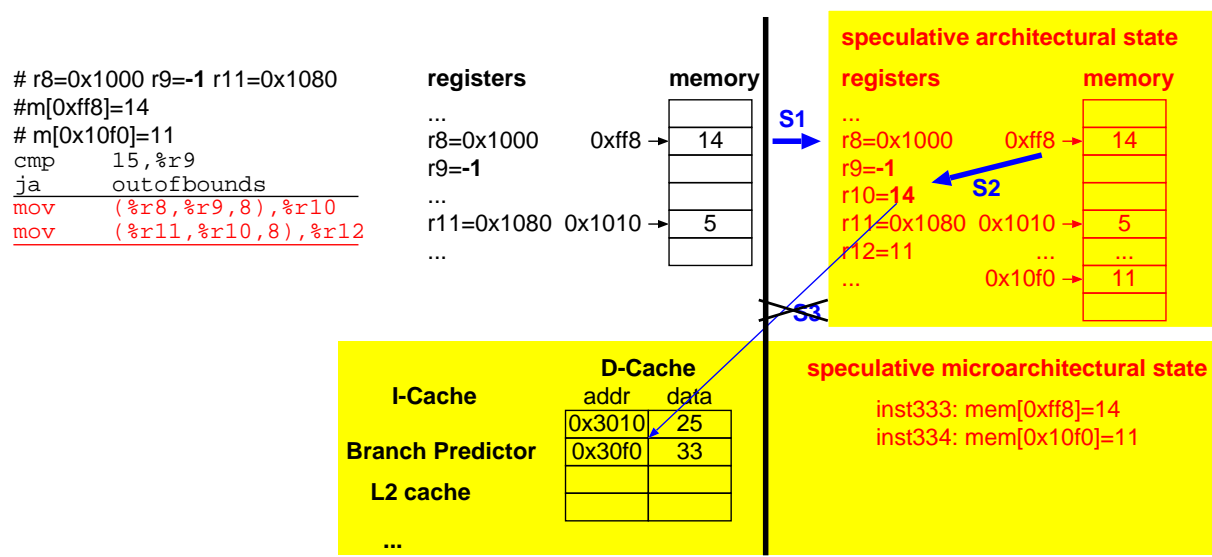 speculative architectural state
# r8=0x1000 r9=-1 r11=0x1080
#m[0xff8]=14
# m[0x10f0]=11
cmp 15,%r9
ja outofbounds
mov (%r8,%r9,8),%r10
mov (%r11,%r10,8),%r12
registers memory
...
r8=0x1000 0xff8 14
r9=-1
...
r11=0x1080 0x1010 5
...
S1
registers memory
...
r8=0x1000 0xff8 14
r9=-1
S2
r10=14
r11=0x1080 0x1010 5
r12=11 ... ...
... 0x10f0 11
S3
D-Cache
I-Cache addr data
0x3010 25
Branch Predictor 0x30f0 33
L2 cache
...
speculative microarchitectural state
inst333: mem[0xff8]=14
inst334: mem[0x10f0]=11